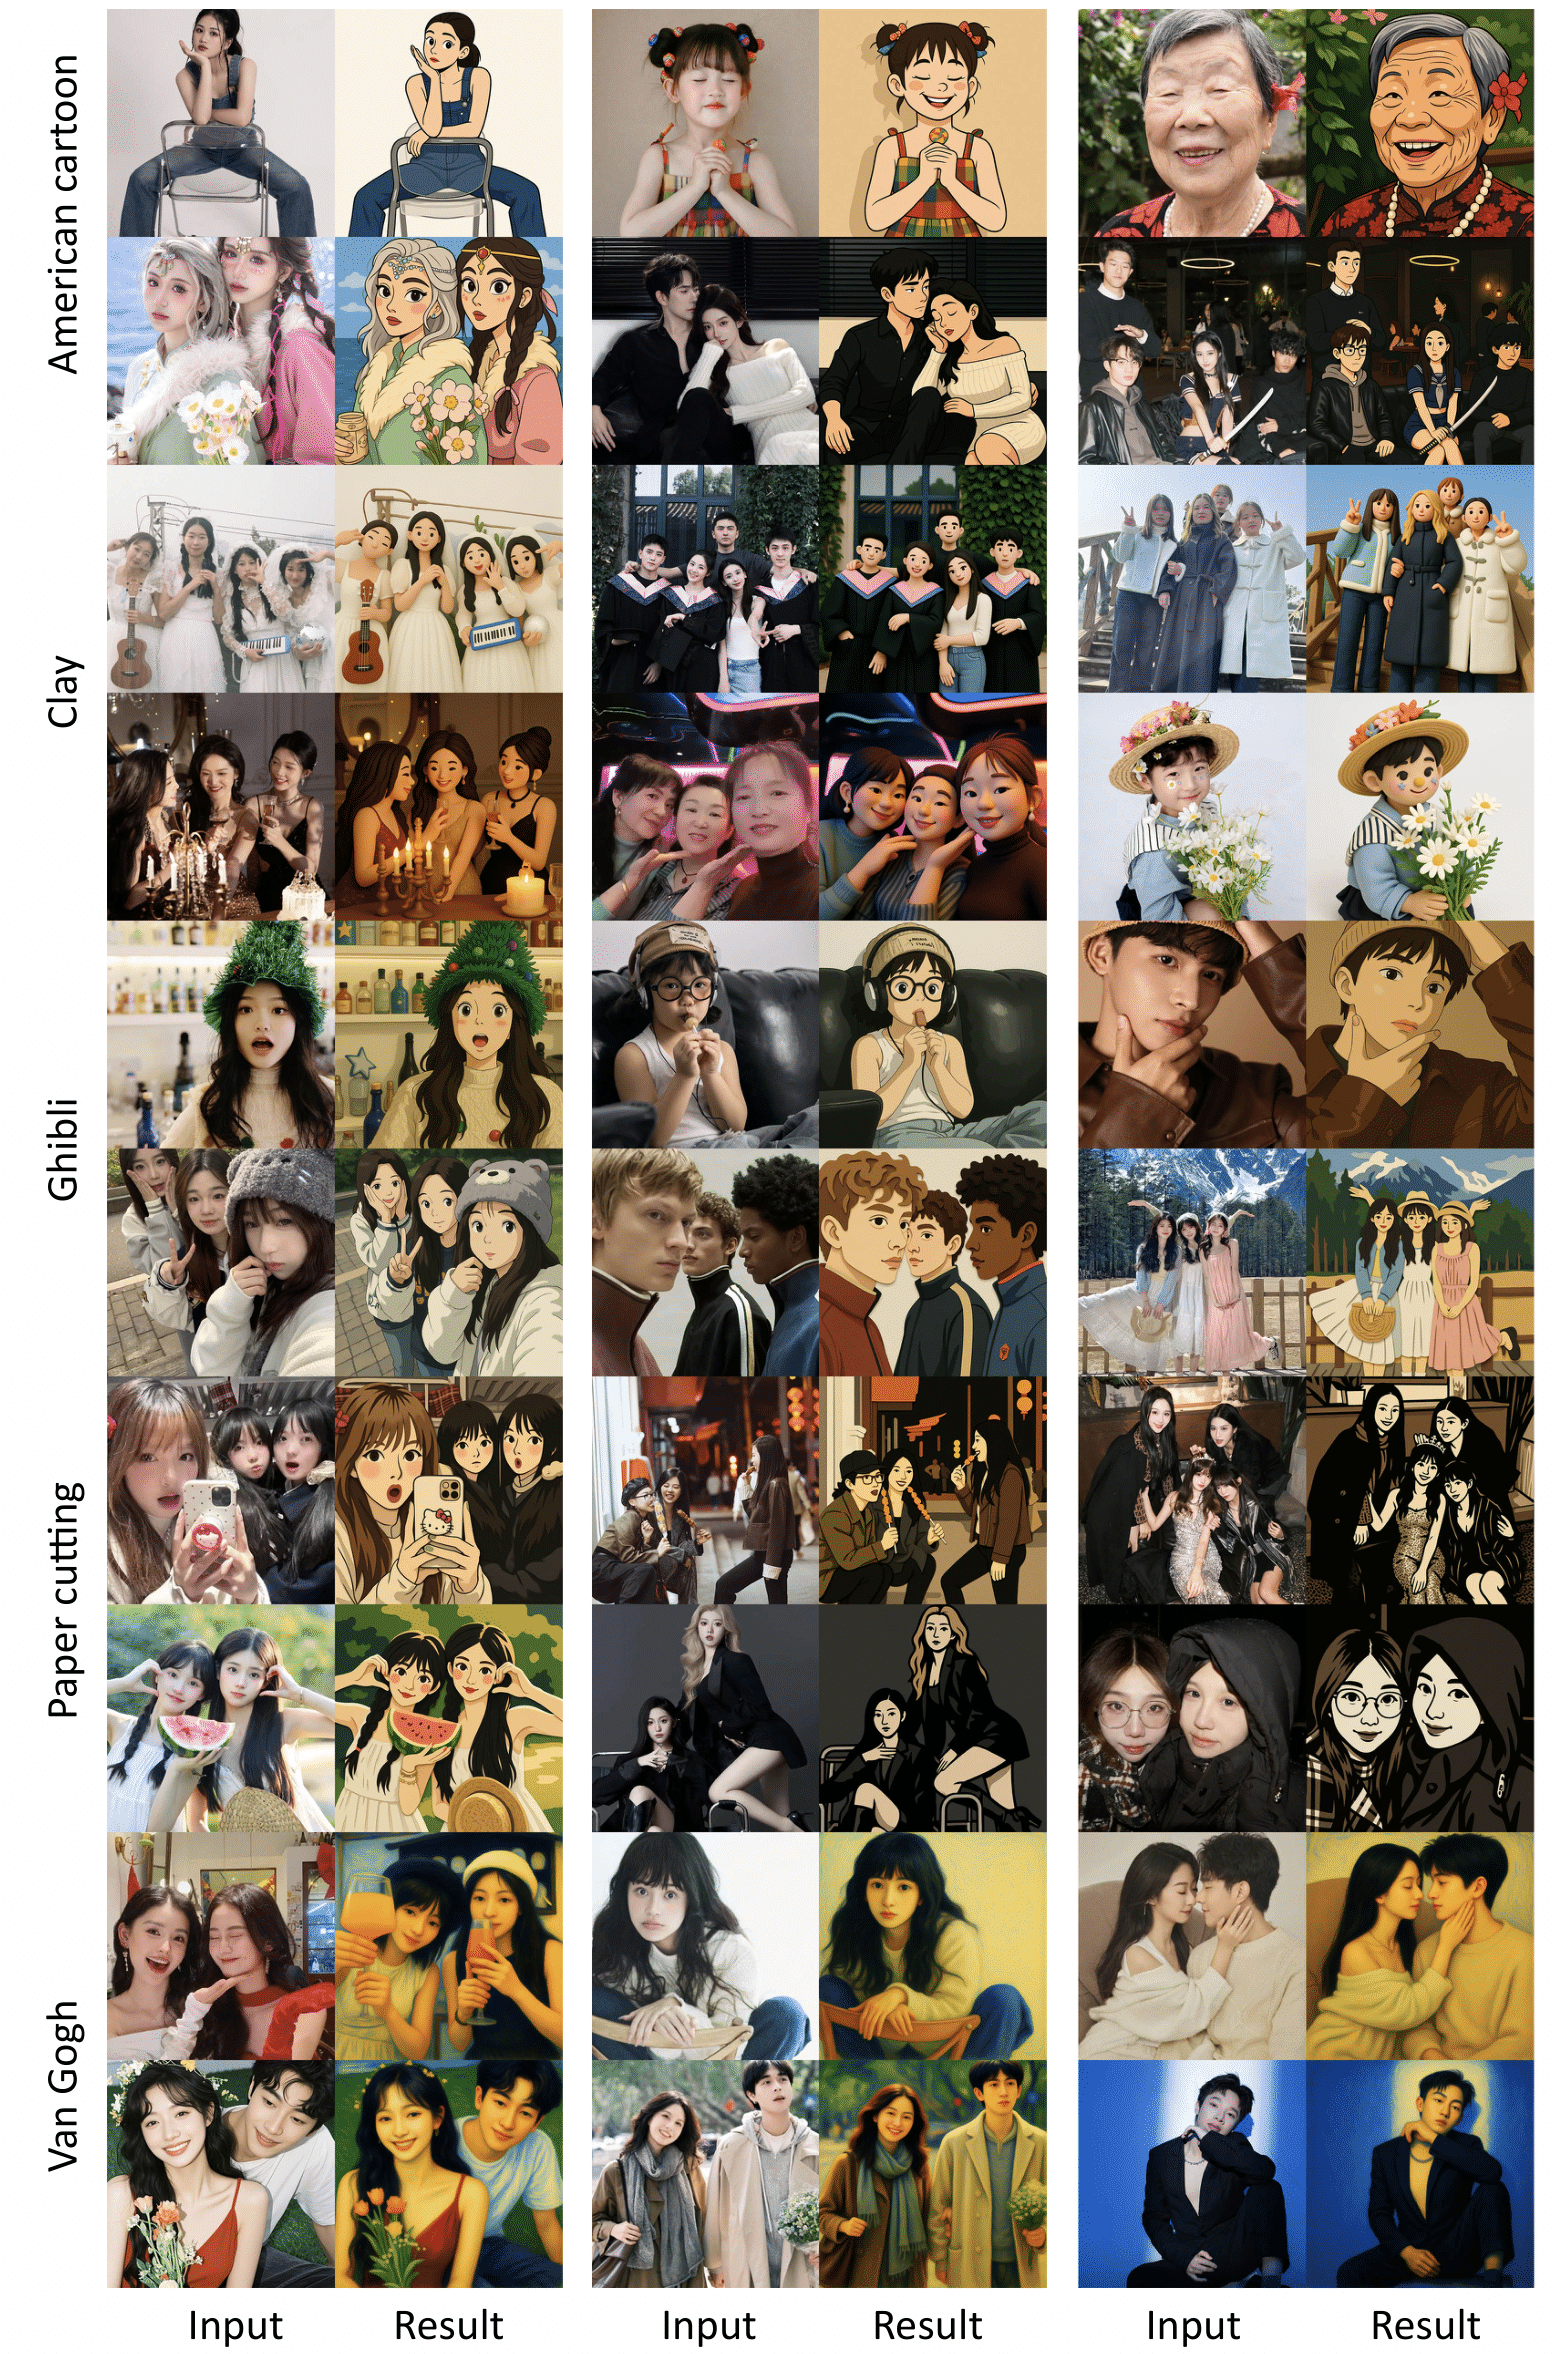 American cartoon
Clay
Ghibli
Paper cutting
Van Gogh
Input Result Input Result Input Result